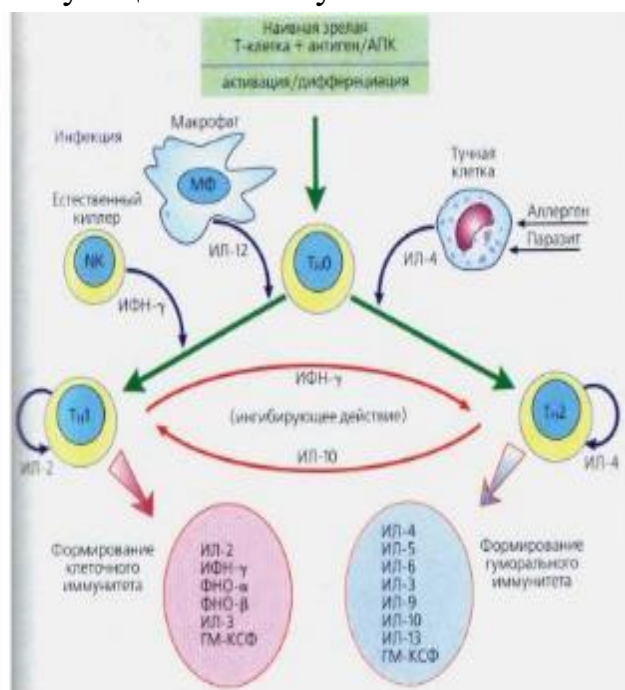 Наивная зрелая
Т-клетка + антиген/АПК
активация/дифференциация
Инфекция
Макрофаг
МФ
Естественный
киллер
NK
ИЛ-12
ИФН-γ
Тн0
Тучная
клетка
Аллерген
Паразит
ИЛ-4
ИФН-γ
(ингибирующее действие)
ИЛ-10
Тн1
ИЛ-2
Тн2
ИЛ-4
Формирование
клеточного
иммунитета
ИЛ-2
ИФН-γ
ФНО-α
ФНО-β
ИЛ-3
ГМ-КСФ
ИЛ-4
ИЛ-5
ИЛ-6
ИЛ-3
ИЛ-9
ИЛ-10
ИЛ-13
ГМ-КСФ
Формирование
гуморального
иммунитета